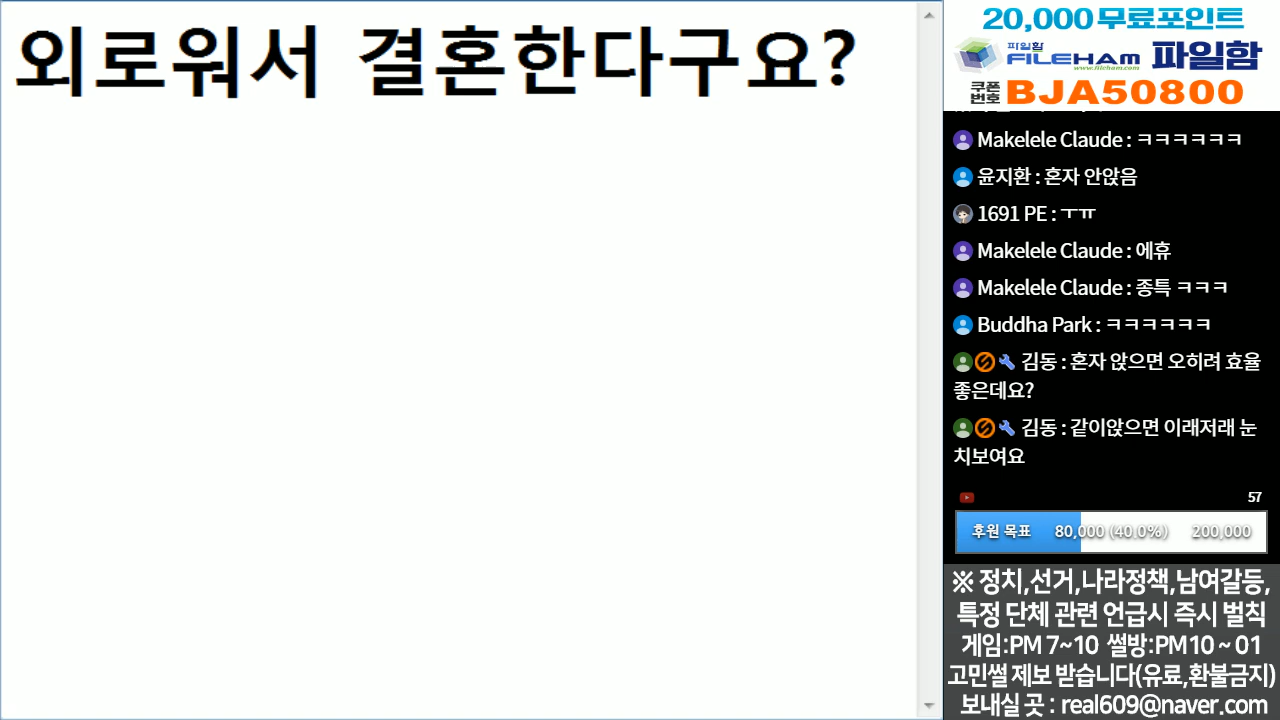 외로워서 결혼한다구요?
20,000무료포인트
파일함
FILEHAM 파일함
www.fileham.com
쿠폰번호 BJA50800
Makelele Claude : ㅋㅋㅋㅋㅋㅋ
윤지환 : 혼자 안앉음
1691 PE : ㅜㅠ
Makelele Claude : 에휴
Makelele Claude : 종특 ㅋㅋㅋ
Buddha Park : ㅋㅋㅋㅋㅋㅋ
김동 : 혼자 앉으면 오히려 효율
좋은데요?
김동 : 같이앉으면 이래저래 눈
치보여요
57
후원 목표 80,000 (40.0%) 200,000
※ 정치,선거,나라정책,남여갈등,
특정 단체 관련 언급시 즉시 벌칙
게임:PM 7~10 썰방:PM 10 ~ 01
고민썰 제보 받습니다(유료,환불금지)
보내실 곳 : real609@naver.com